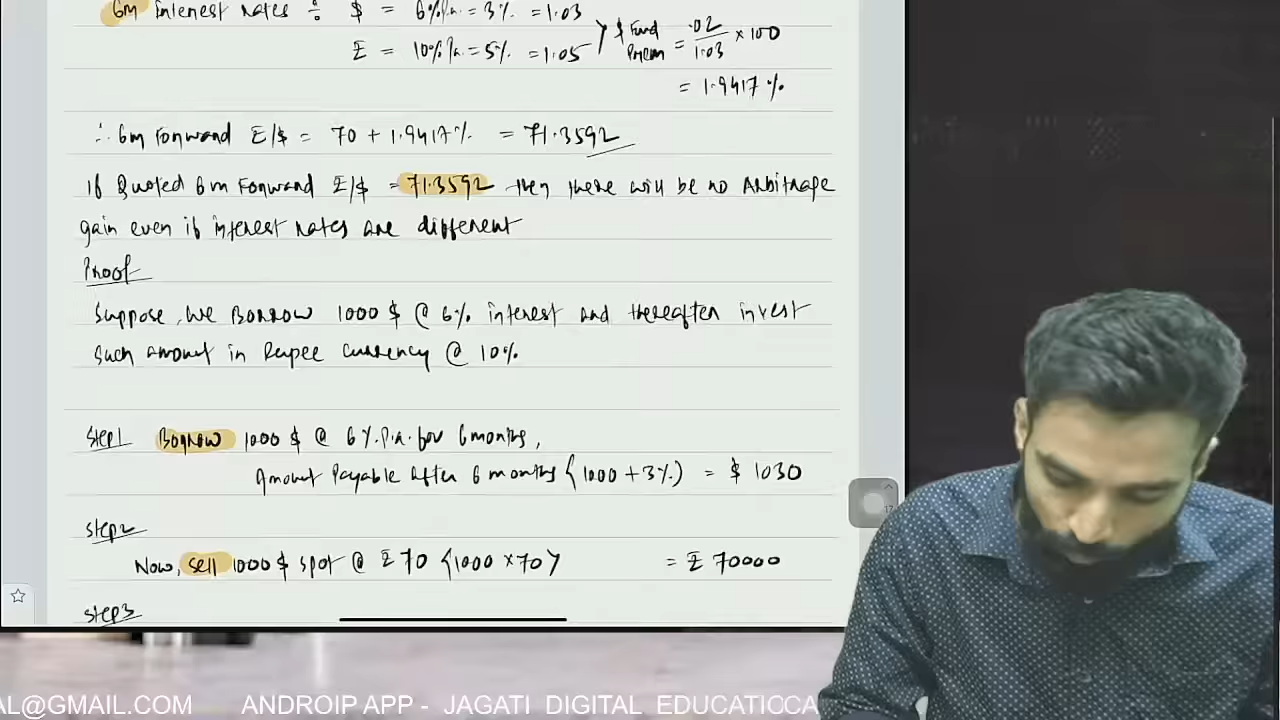 6m Interest rates ÷ $ = 6% P.a. = 3% = 1.03
₹ = 10% P.a. = 5% = 1.05 } $ Fwd Prem = .02/1.03 × 100
= 1.9417 %
∴ 6m Forward ₹/$ = 70 + 1.9417% = 71.3592
If Quoted 6m Forward ₹/$ = 71.3592 then there will be no Arbitrage
gain even if interest rates are different
Proof
Suppose, we Borrow 1000 $ @ 6% interest and thereafter invest
Such amount in Rupee currency @ 10%.
Step1 Borrow 1000 $ @ 6% P.a. for 6 months,
Amount Payable After 6 months {1000 + 3%} = $ 1030
Step2
Now, sell 1000 $ spot @ ₹ 70 {1000 × 70} = ₹ 70000
Step3
17
AL@GMAIL.COM ANDROIP APP - JAGATI DIGITAL EDUCATICCA